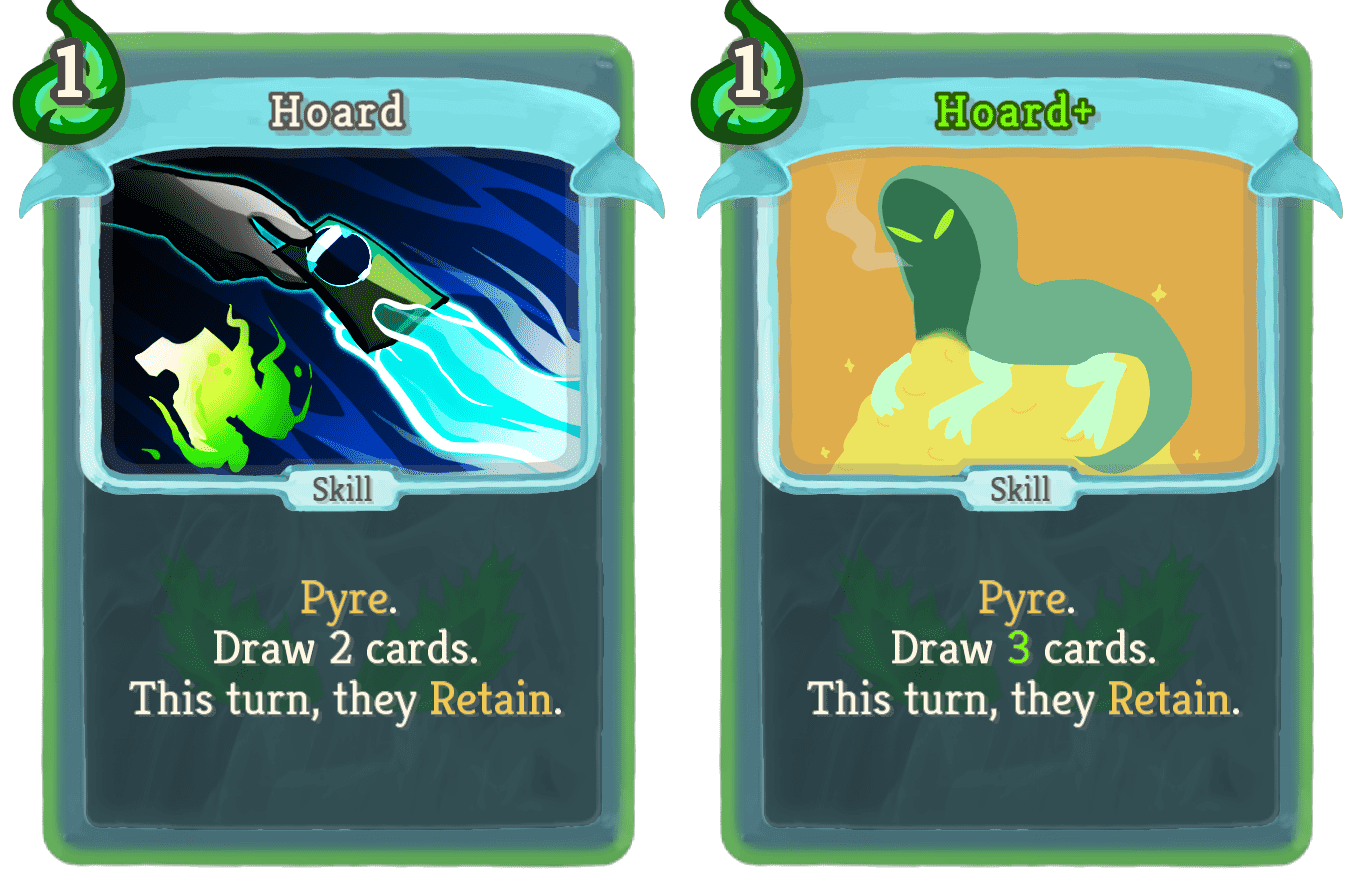 1
Hoard
Skill
Pyre.
Draw 2 cards.
This turn, they Retain.
1
Hoard+
Skill
Pyre.
Draw 3 cards.
This turn, they Retain.